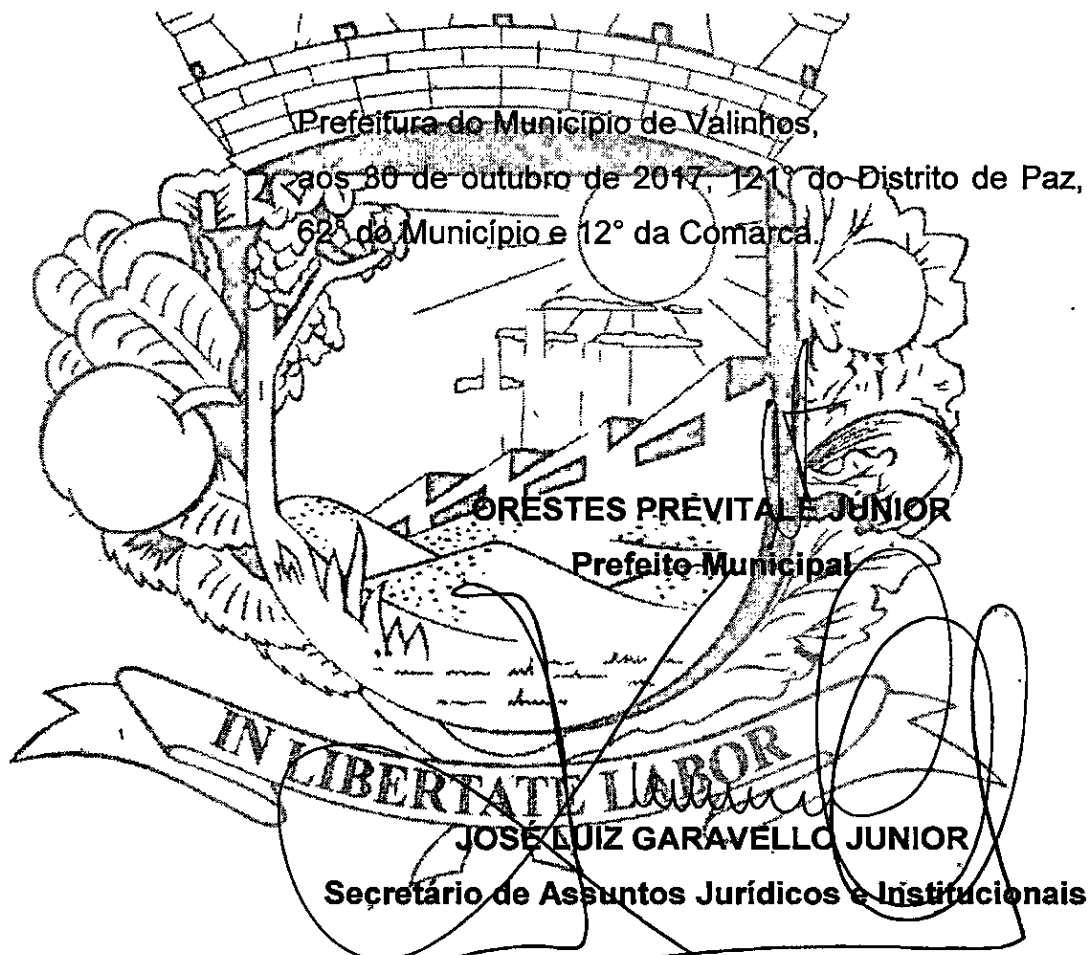 Prefeitura do Município de Valinhos,
aos 30 de outubro de 2017, 121° do Distrito de Paz,
62° do Município e 12° da Comarca.
ORESTES PREVITALE JÚNIOR
Prefeito Municipal
IN LIBERTATE LABOR
JOSÉ LUIZ GARAVELLO JUNIOR
Secretário de Assuntos Jurídicos e Institucionais